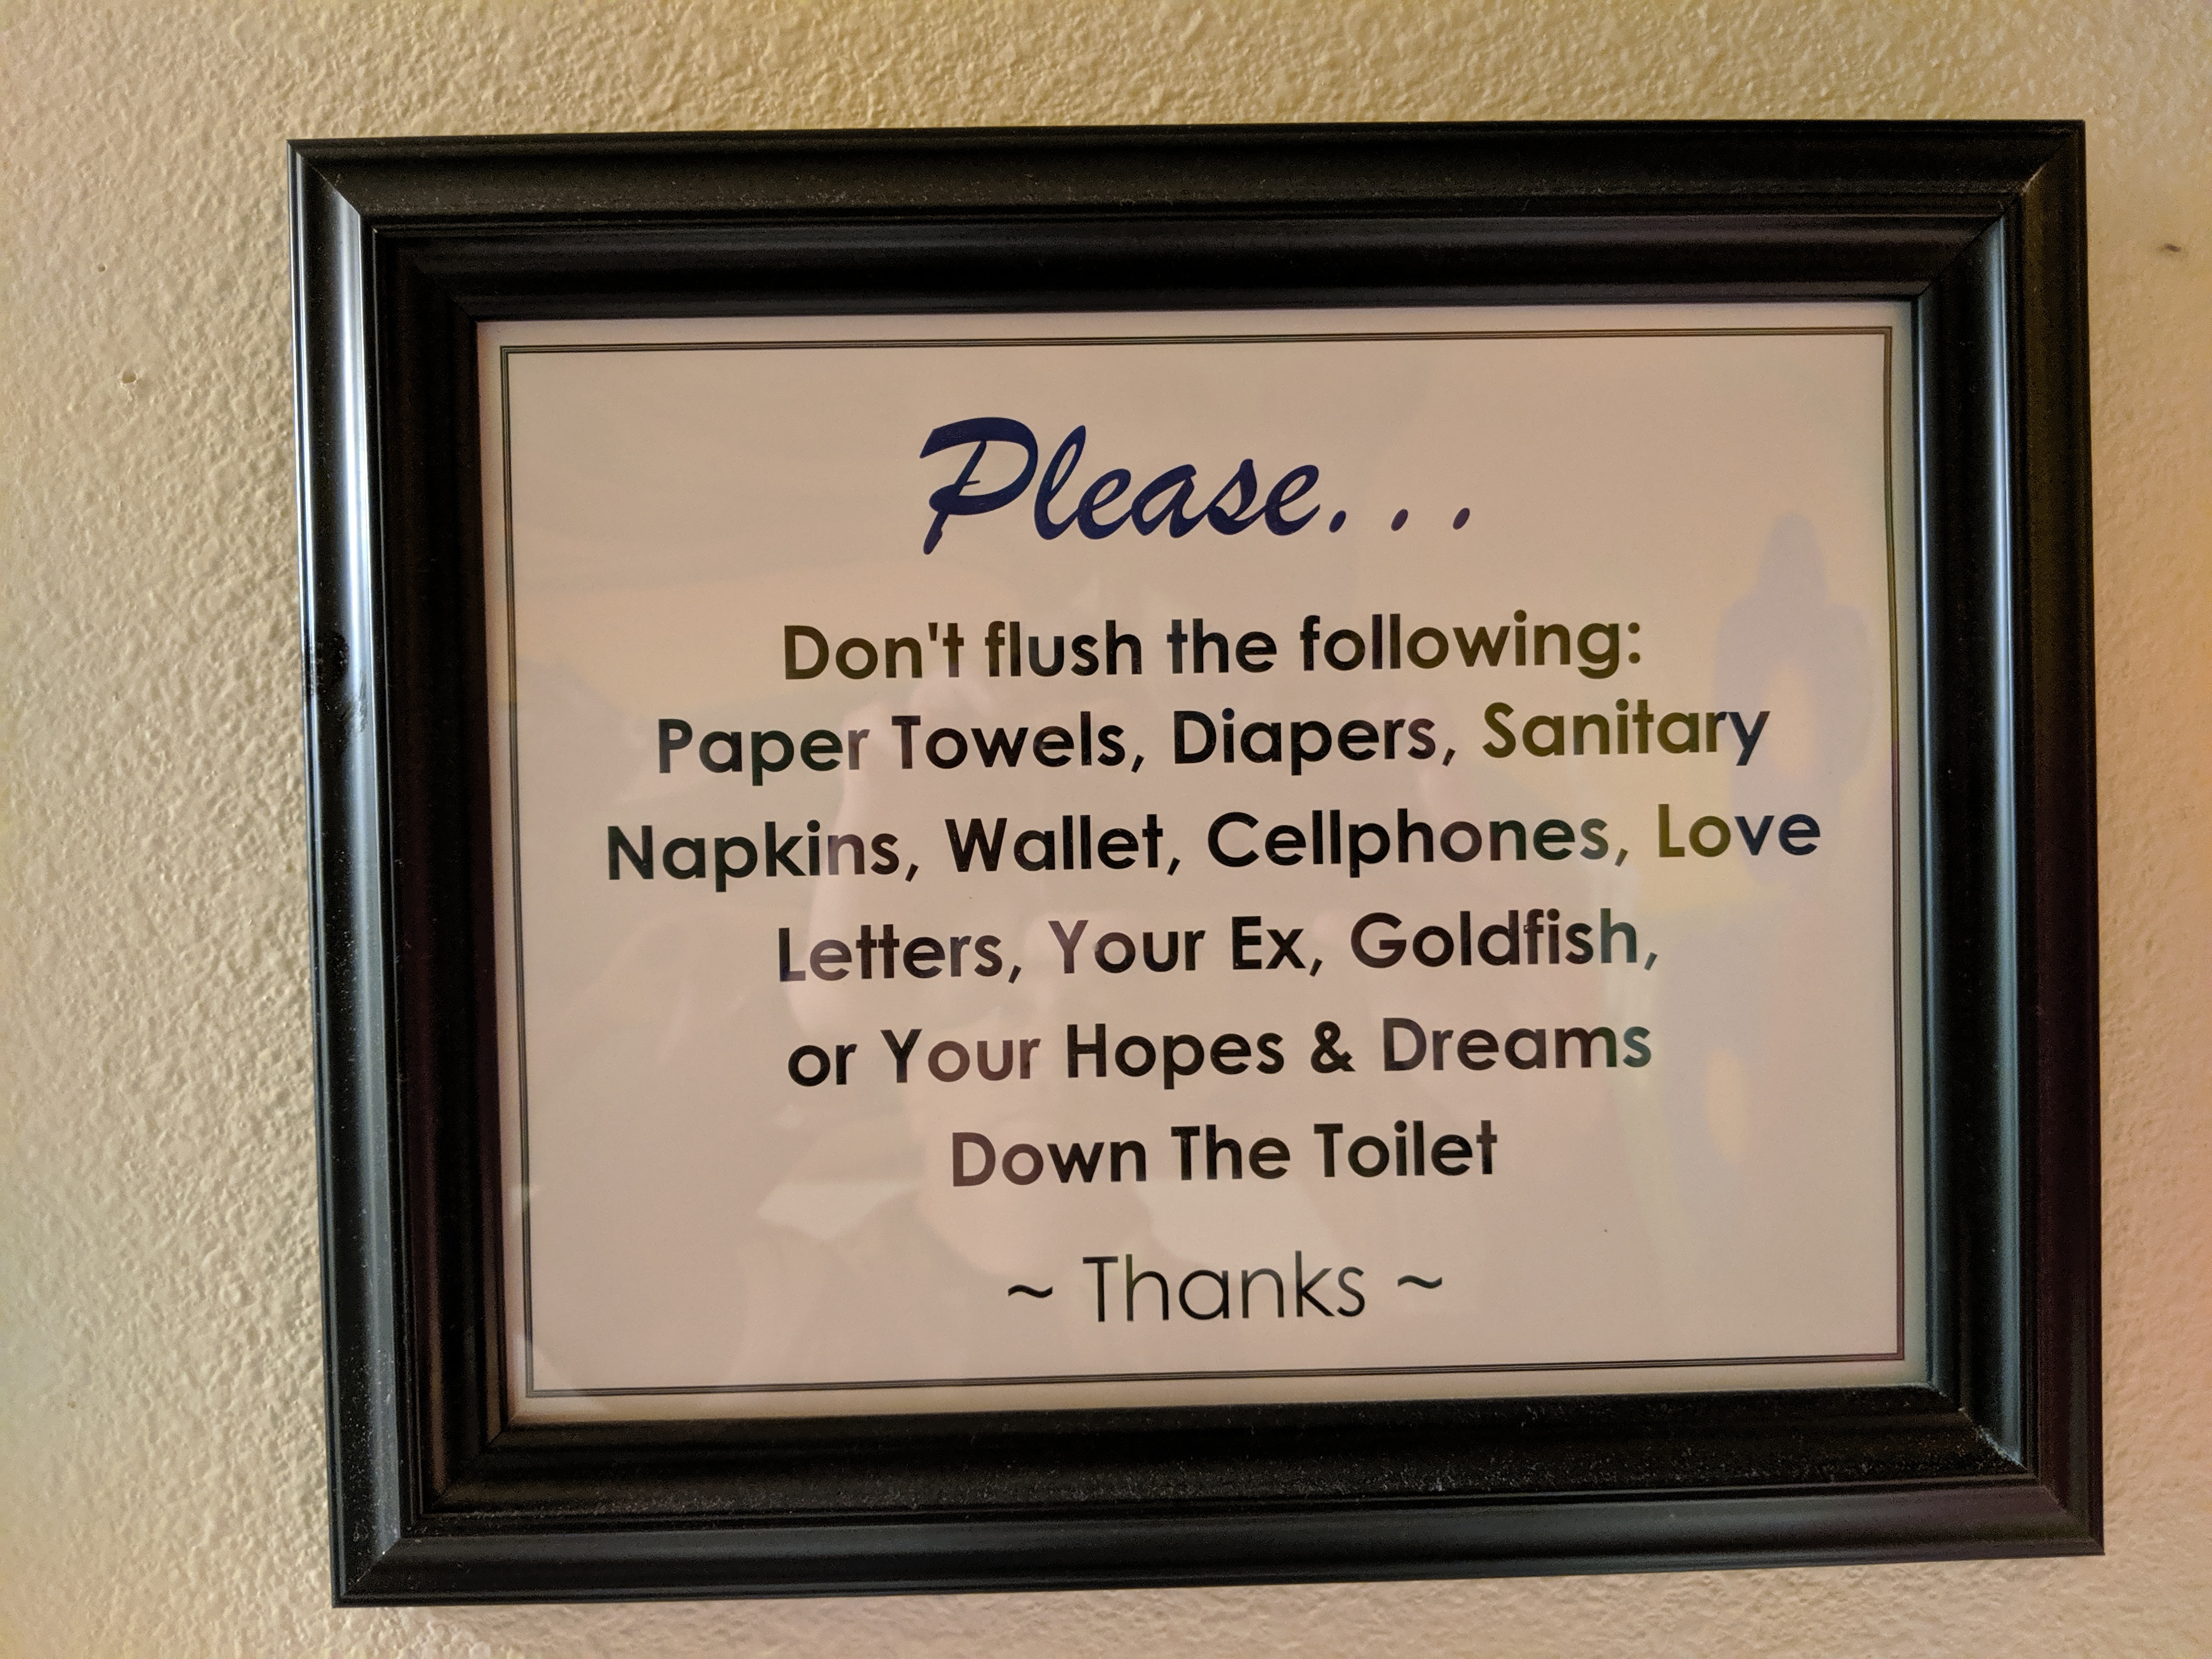 Please. . .
Don't flush the following:
Paper Towels, Diapers, Sanitary
Napkins, Wallet, Cellphones, Love
Letters, Your Ex, Goldfish,
or Your Hopes & Dreams
Down The Toilet
~ Thanks ~